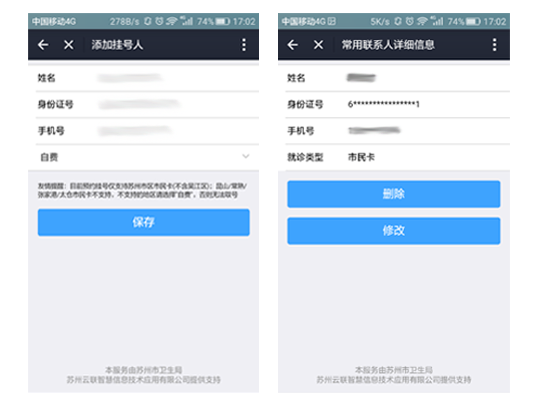 中国移动4G 278B/s 74% 17:02
添加挂号人
姓名
身份证号
手机号
自费
友情提醒：目前预约挂号仅支持苏州市区市民卡(不含吴江区)；昆山/常熟/
张家港/太仓市民卡不支持，不支持的地区请选择"自费"，否则无法取号
保存
本服务由苏州市卫生局
苏州云联智慧信息技术应用有限公司提供支持
中国移动4G 5K/s 74% 17:02
常用联系人详细信息
姓名
身份证号 6****************1
手机号
就诊类型 市民卡
删除
修改
本服务由苏州市卫生局
苏州云联智慧信息技术应用有限公司提供支持